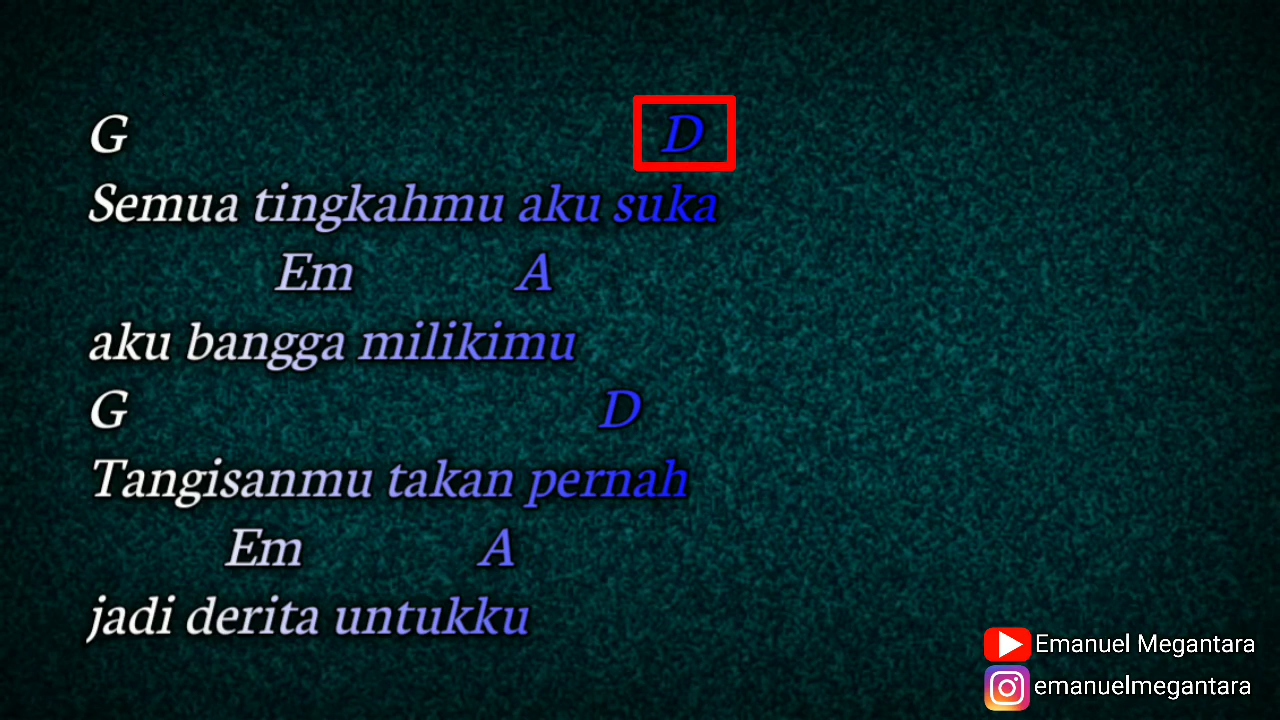 G D
Semua tingkahmu aku suka
Em A
aku bangga milikimu
G D
Tangisanmu takan pernah
Em A
jadi derita untukku
Emanuel Megantara
emanuelmegantara